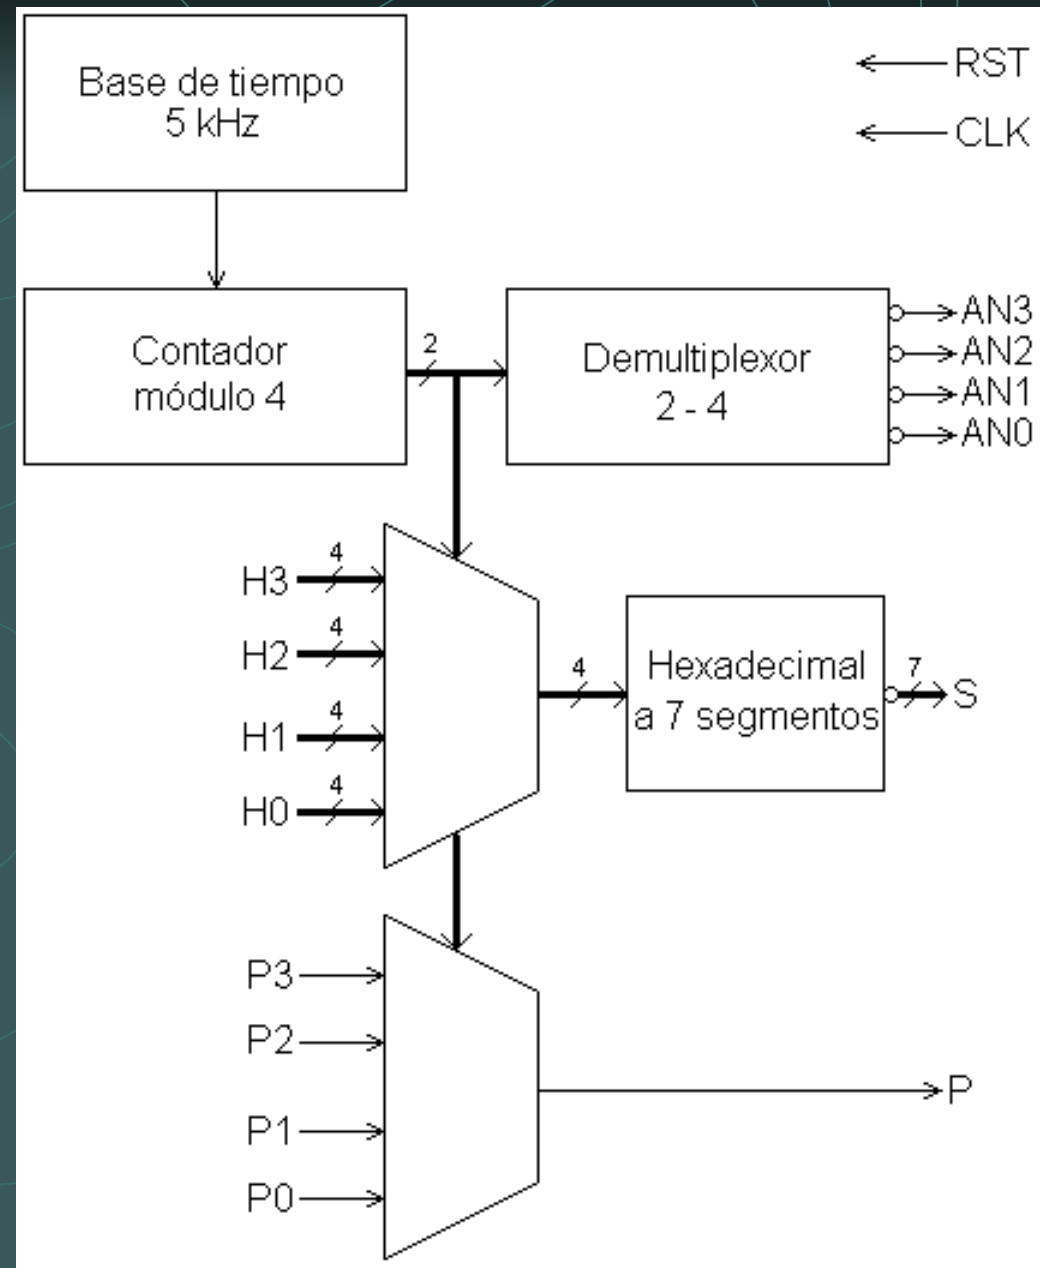 Base de tiempo
5 kHz
RST
CLK
Contador
módulo 4
2
Demultiplexor
2 - 4
AN3
AN2
AN1
AN0
H3
4
H2
4
H1
4
H0
4
4
Hexadecimal
a 7 segmentos
7
S
P3
P2
P1
P0
P